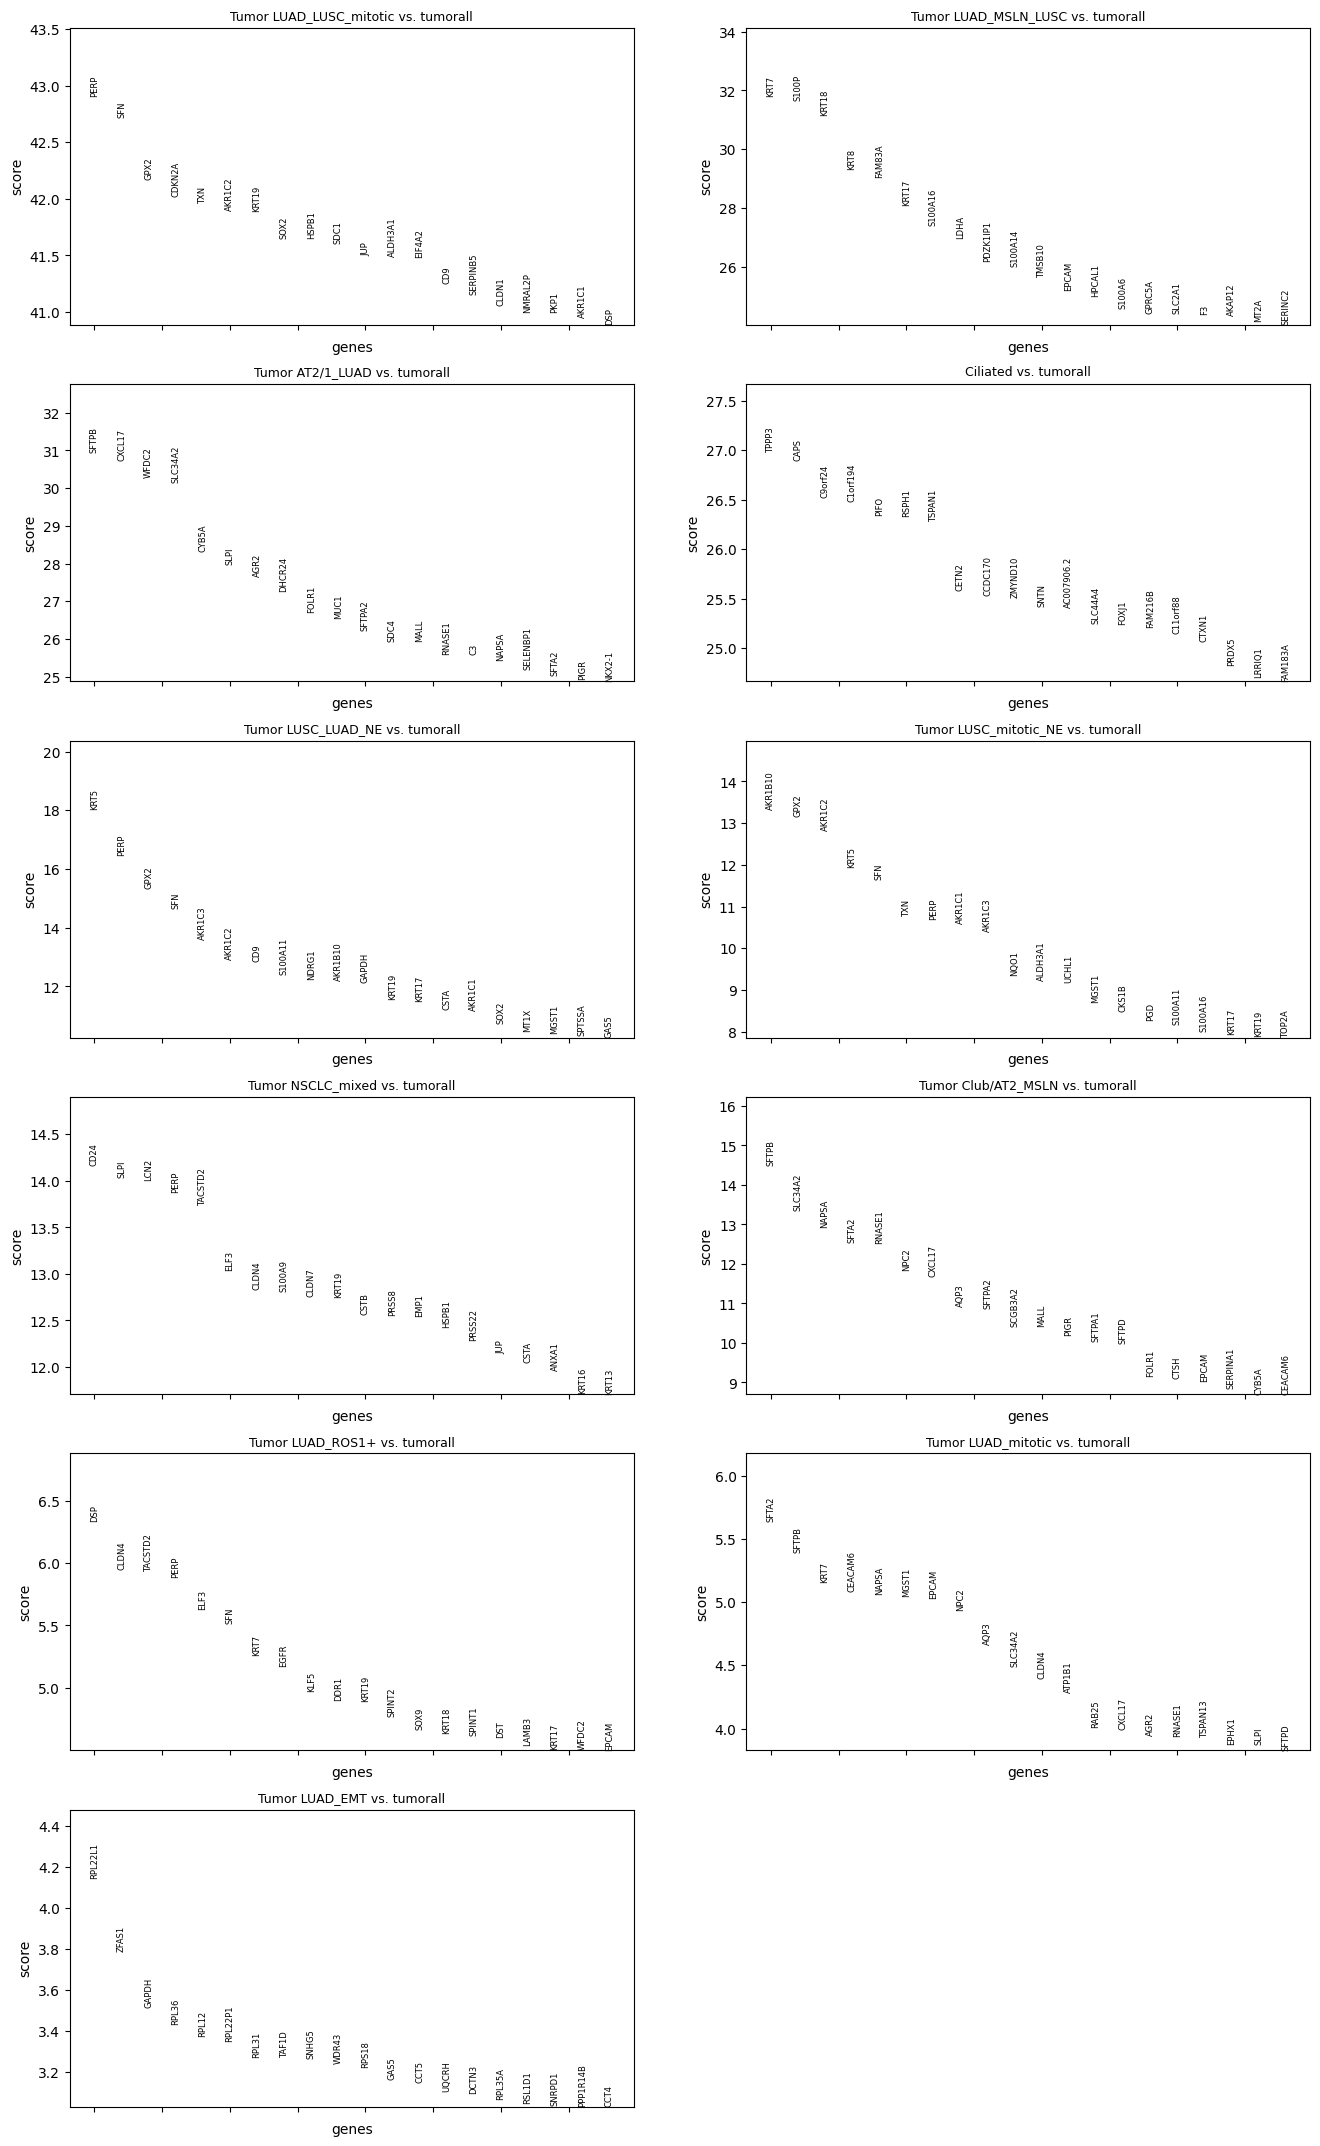 Tumor LUAD_LUSC_mitotic vs. tumorall
43.5
43.0
42.5
42.0
41.5
41.0
score
PERP
SFN
GPX2
CDKN2A
TXN
AKR1C2
KRT19
SOX2
HSPB1
SDC1
JUP
ALDH3A1
EIF4A2
CD9
SERPINB5
CLDN1
NMRAL2P
PKP1
AKR1C1
DSP
genes
Tumor LUAD_MSLN_LUSC vs. tumorall
34
32
30
28
26
score
KRT7
S100P
KRT18
KRT8
FAM83A
KRT17
S100A16
LDHA
PDZK1IP1
S100A14
TMSB10
EPCAM
HPCAL1
S100A6
GPRC5A
SLC2A1
F3
AKAP12
MT2A
SERINC2
genes
Tumor AT2/1_LUAD vs. tumorall
32
31
30
29
28
27
26
25
score
SFTPB
CXCL17
WFDC2
SLC34A2
CYB5A
SLPI
AGR2
DHCR24
FOLR1
MUC1
SFTPA2
SDC4
MALL
RNASE1
C3
NAPSA
SELENBP1
SFTA2
PIGR
NKX2-1
genes
Ciliated vs. tumorall
27.5
27.0
26.5
26.0
25.5
25.0
score
TPPP3
CAPS
C9orf24
C1orf194
PIFO
RSPH1
TSPAN1
CETN2
CCDC170
ZMYND10
SNTN
AC007906.2
SLC44A4
FOXJ1
FAM216B
C11orf88
CTXN1
PRDX5
LRRIQ1
FAM183A
genes
Tumor LUSC_LUAD_NE vs. tumorall
20
18
16
14
12
score
KRT5
PERP
GPX2
SFN
AKR1C3
AKR1C2
CD9
S100A11
NDRG1
AKR1B10
GAPDH
KRT19
KRT17
CSTA
AKR1C1
SOX2
MT1X
MGST1
SPTSSA
GAS5
genes
Tumor LUSC_mitotic_NE vs. tumorall
14
13
12
11
10
9
8
score
AKR1B10
GPX2
AKR1C2
KRT5
SFN
TXN
PERP
AKR1C1
AKR1C3
NQO1
ALDH3A1
UCHL1
MGST1
CKS1B
PGD
S100A11
S100A16
KRT17
KRT19
TOP2A
genes
Tumor NSCLC_mixed vs. tumorall
14.5
14.0
13.5
13.0
12.5
12.0
score
CD24
SLPI
LCN2
PERP
TACSTD2
ELF3
CLDN4
S100A9
CLDN7
KRT19
CSTB
PRSS8
EMP1
HSPB1
PRSS22
JUP
CSTA
ANXA1
KRT16
KRT13
genes
Tumor Club/AT2_MSLN vs. tumorall
16
15
14
13
12
11
10
9
score
SFTPB
SLC34A2
NAPSA
SFTA2
RNASE1
NPC2
CXCL17
AQP3
SFTPA2
SCGB3A2
MALL
PIGR
SFTPA1
SFTPD
FOLR1
CTSH
EPCAM
SERPINA1
CYB5A
CEACAM6
genes
Tumor LUAD_ROS1+ vs. tumorall
6.5
6.0
5.5
5.0
score
DSP
CLDN4
TACSTD2
PERP
ELF3
SFN
KRT7
EGFR
KLF5
DDR1
KRT19
SPINT2
SOX9
KRT18
SPINT1
DST
LAMB3
KRT17
WFDC2
EPCAM
genes
Tumor LUAD_mitotic vs. tumorall
6.0
5.5
5.0
4.5
4.0
score
SFTA2
SFTPB
KRT7
CEACAM6
NAPSA
MGST1
EPCAM
NPC2
AQP3
SLC34A2
CLDN4
ATP1B1
RAB25
CXCL17
AGR2
RNASE1
TSPAN13
EPHX1
SLPI
SFTPD
genes
Tumor LUAD_EMT vs. tumorall
4.4
4.2
4.0
3.8
3.6
3.4
3.2
score
RPL22L1
ZFAS1
GAPDH
RPL36
RPL12
RPL22P1
RPL31
TAF1D
SNHG5
WDR43
RPS18
GAS5
CCT5
UQCRH
DCTN3
RPL35A
RSL1D1
SNRPD1
PPP1R14B
CCT4
genes